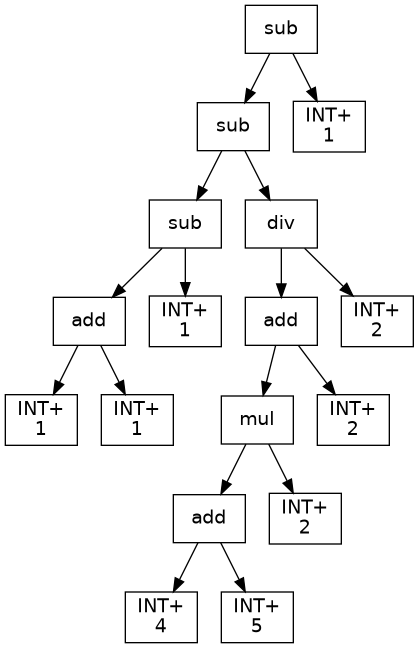 sub
sub
INT+
1
sub
div
add
INT+
1
add
INT+
2
INT+
1
INT+
1
mul
INT+
2
add
INT+
2
INT+
4
INT+
5